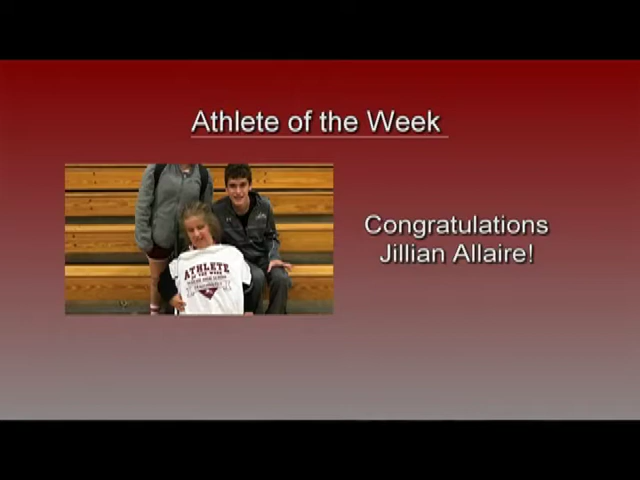 Athlete of the Week
Congratulations
Jillian Allaire!
ATHLETE
OF THE WEEK